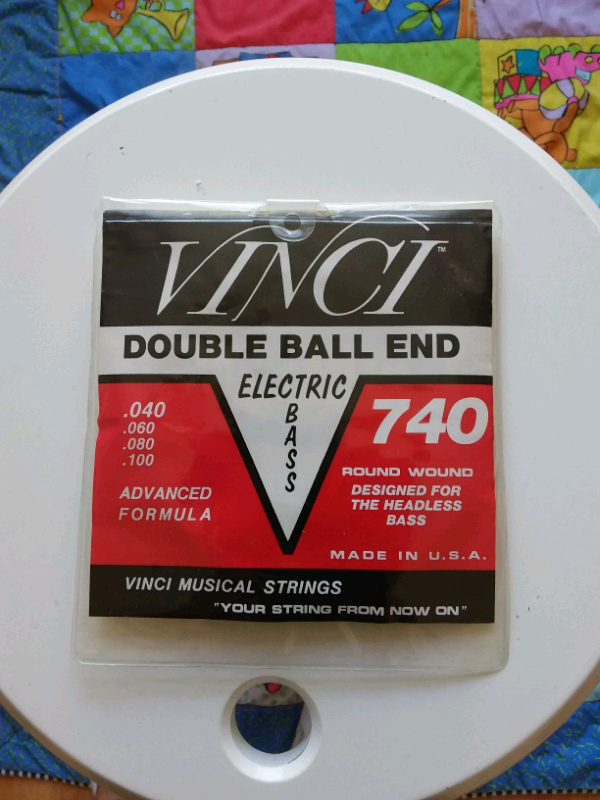 VINCI™
DOUBLE BALL END
ELECTRIC
BASS
.040
.060
.080
.100
ADVANCED
FORMULA
740
ROUND WOUND
DESIGNED FOR
THE HEADLESS
BASS
MADE IN U.S.A.
VINCI MUSICAL STRINGS
"YOUR STRING FROM NOW ON"